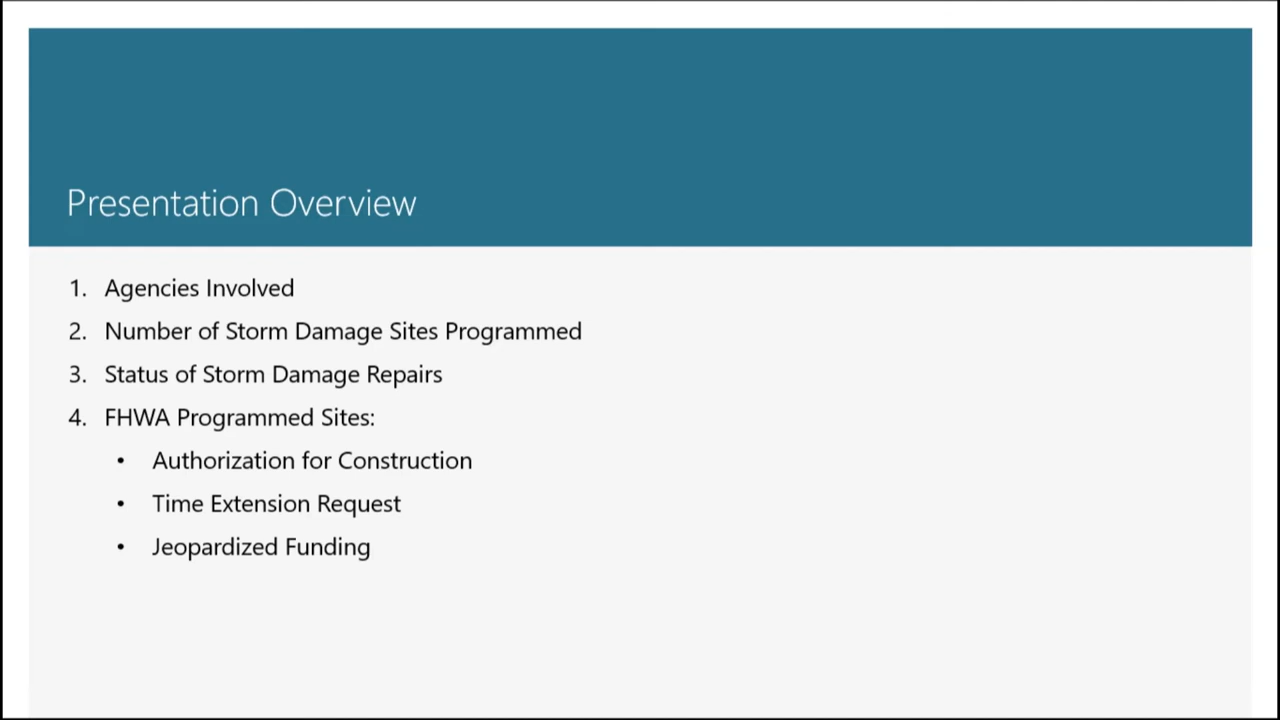 Presentation Overview
1. Agencies Involved
2. Number of Storm Damage Sites Programmed
3. Status of Storm Damage Repairs
4. FHWA Programmed Sites:
• Authorization for Construction
• Time Extension Request
• Jeopardized Funding